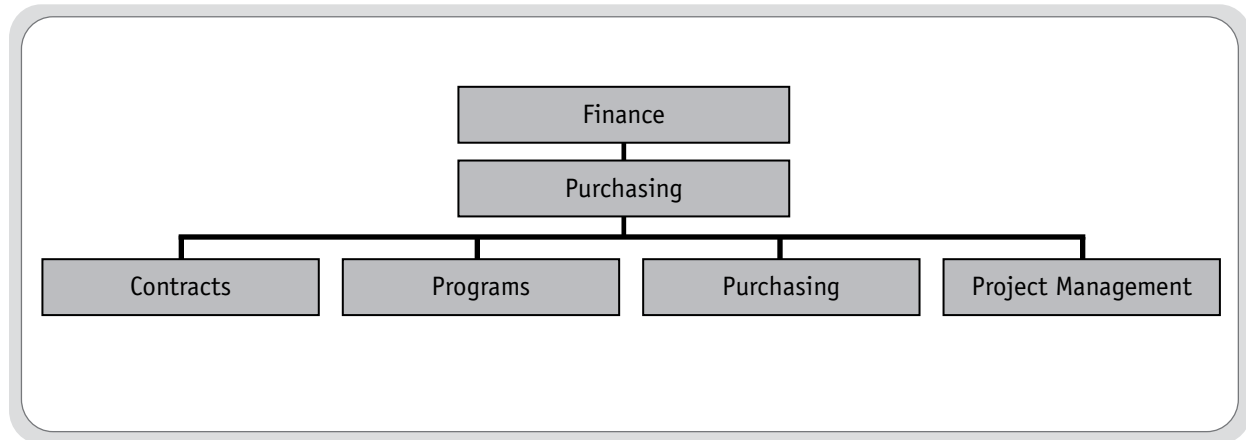 Finance
Purchasing
Contracts
Programs
Purchasing
Project Management